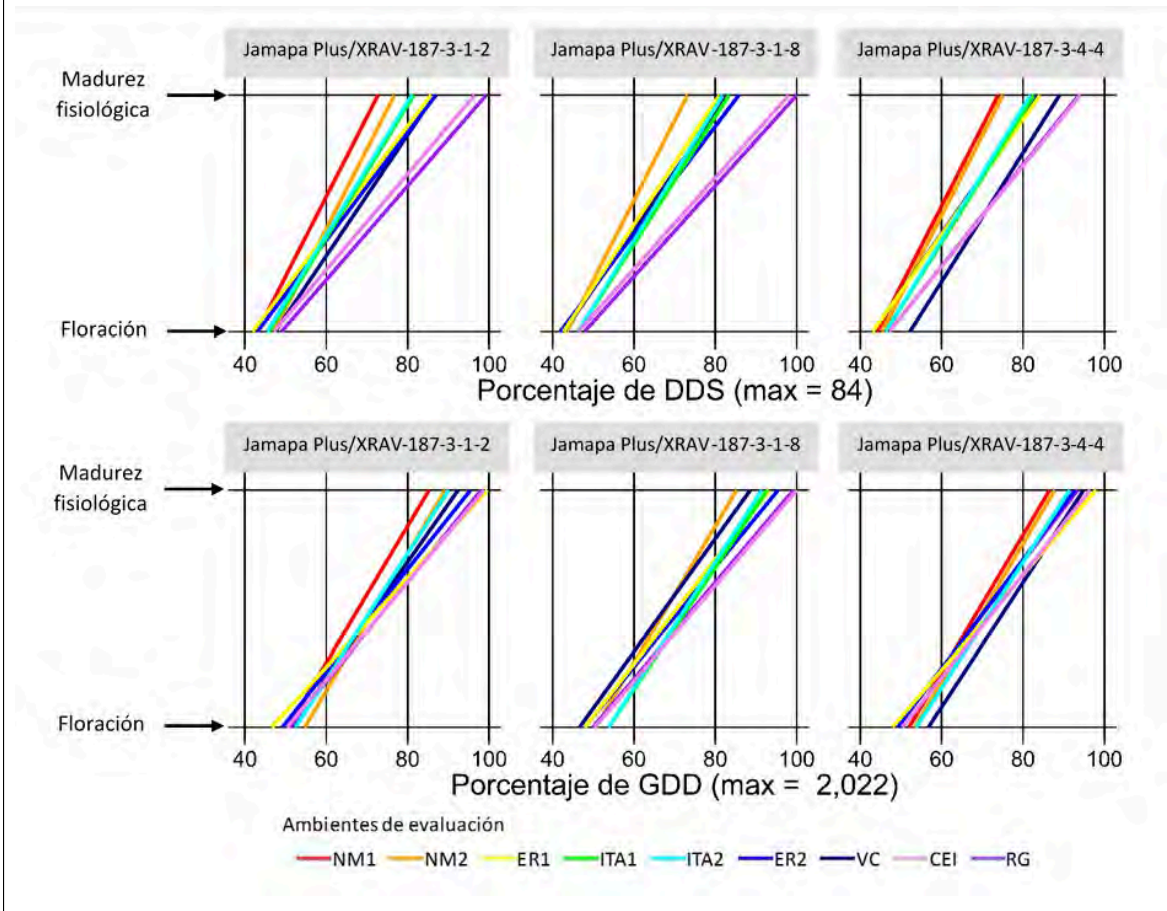 Jamapa Plus/XRAV-187-3-1-2 Jamapa Plus/XRAV-187-3-1-8 Jamapa Plus/XRAV-187-3-4-4
Madurez
fisiológica
Floración
40 60 80 100 40 60 80 100 40 60 80 100
Porcentaje de DDS (max = 84)
Jamapa Plus/XRAV-187-3-1-2 Jamapa Plus/XRAV-187-3-1-8 Jamapa Plus/XRAV-187-3-4-4
Madurez
fisiológica
Floración
40 60 80 100 40 60 80 100 40 60 80 100
Porcentaje de GDD (max = 2,022)
Ambientes de evaluación
NM1 NM2 ER1 ITA1 ITA2 ER2 VC CEI RG